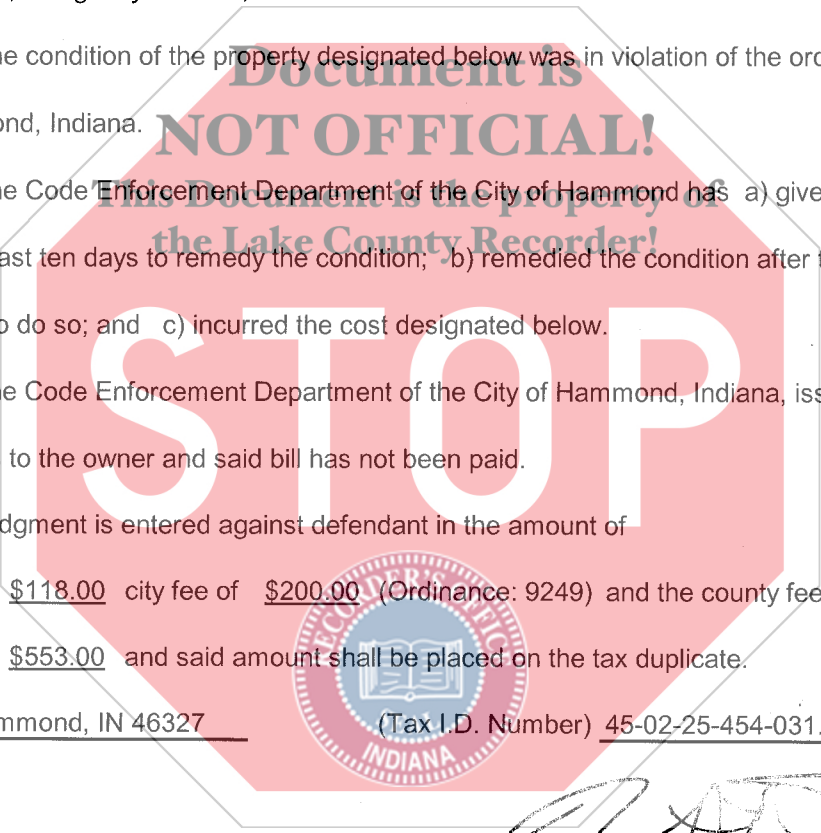 e condition of the property designated below was in violation of the ord
Document is
ond, Indiana.
NOT OFFICIAL!
e Code Enforcement Department of the City of Hammond has a) give
This Document is the property of
the Lake County Recorder!
ast ten days to remedy the condition; b) remedied the condition after
o do so; and c) incurred the cost designated below.
STOP
e Code Enforcement Department of the City of Hammond, Indiana, iss
to the owner and said bill has not been paid.
dgment is entered against defendant in the amount of
$118.00 city fee of $200.00 (Ordinance: 9249) and the county fee
$553.00 and said amount shall be placed on the tax duplicate.
mmond, IN 46327 (Tax I.D. Number) 45-02-25-454-031.
RECORDER'S OFFICE
INDIANA